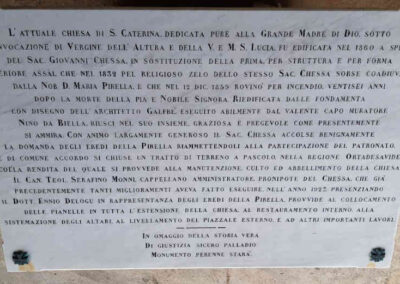 L'attuale chiesa di S. Caterina, dedicata pure alla Grande Madre di Dio, sotto
vocazione di Vergine dell'Altura e della V. e M. S. Lucia, fu edificata nel 1860 a spe
del Sac. Giovanni Chessa, in sostituzione della prima, per struttura e per forma
eriore assai, che nel 1832 pel religioso zelo dello stesso Sac. Chessa sorse coadiuv
dalla Nob. D. Maria Pirella, e che nel 12 dic. 1859 rovinò per incendio, ventisei anni
dopo la morte della pia e nobile Signora. Riedificata dalle fondamenta
con disegno dell'architetto Galfré, eseguito abilmente dal valente capo muratore
Nino da Biella, riuscì nel suo insieme, graziosa e pregevole come presentemente
si ammira. Con animo largamente generoso il Sac. Chessa accolse benignamente
la domanda degli eredi della Pirella riammettendoli alla partecipazione del patronato.
Di comune accordo si chiuse un tratto di terreno a pascolo, nella regione
colla rendita del quale si provvede alla manutenzione, culto ed abbellimento della chiesa
Il Can. Teol. Serafino Monni, cappellano amministratore, pronipote del Chessa, che già
precedentemente tanti miglioramenti aveva fatto eseguire, nell'anno 1927, presenziando
il Dott. Ennio Delogu in rappresentanza degli eredi della Pirella, provvide al collocamento
delle pianelle in tutta l'estensione della chiesa, al restauramento interno, alla
sistemazione degli altari, al livellamento del piazzale esterno, e ad altri importanti lavori.
In omaggio della storia vera
Di giustizia sicuro palladio
Monumento perenne starà.